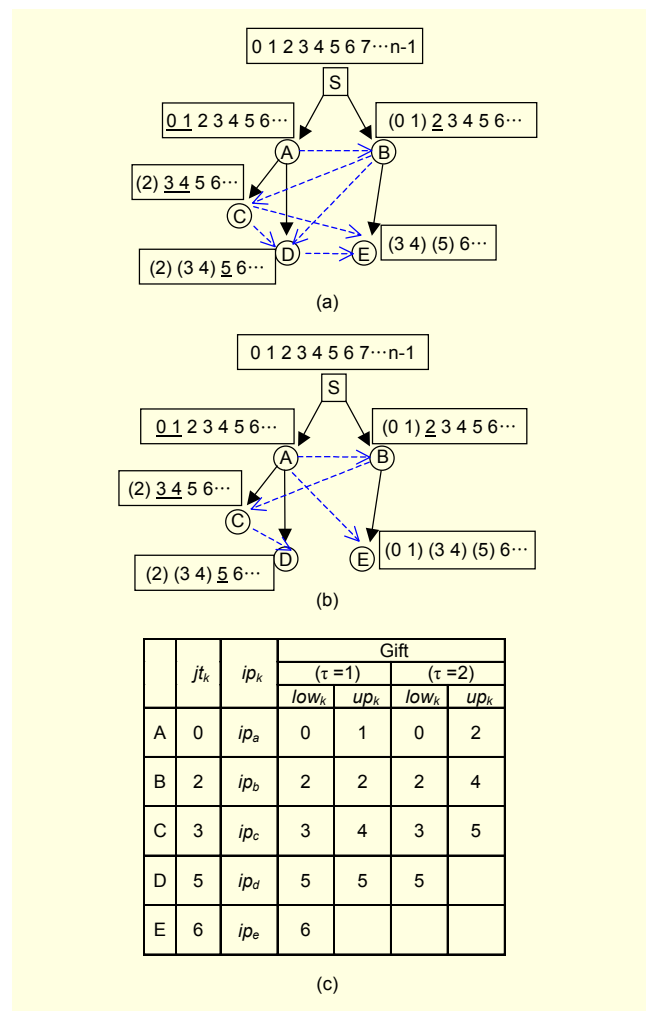 0 1 2 3 4 5 6 7⋯n-1
S
0 1 2 3 4 5 6⋯
(0 1) 2 3 4 5 6⋯
A
B
(2) 3 4 5 6⋯
C
(3 4) (5) 6⋯
D
E
(2) (3 4) 5 6⋯
(a)
0 1 2 3 4 5 6 7⋯n-1
S
0 1 2 3 4 5 6⋯
(0 1) 2 3 4 5 6⋯
A
B
(2) 3 4 5 6⋯
C
(0 1) (3 4) (5) 6⋯
D
E
(2) (3 4) 5 6⋯
(b)
Gift
jtk ipk (τ =1) (τ =2)
lowk upk lowk upk
A 0 ipa 0 1 0 2
B 2 ipb 2 2 2 4
C 3 ipc 3 4 3 5
D 5 ipd 5 5 5
E 6 ipe 6
(c)